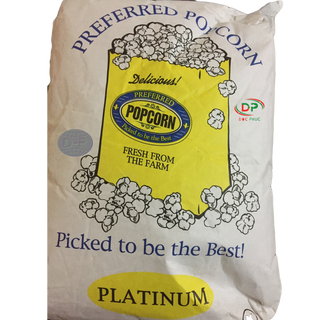 PREFERRED POPCORN
Delicious!
PREFERRED
POPCORN
Picked to be the Best
FRESH FROM
THE FARM
DP
Picked to be the Best!
PLATINUM